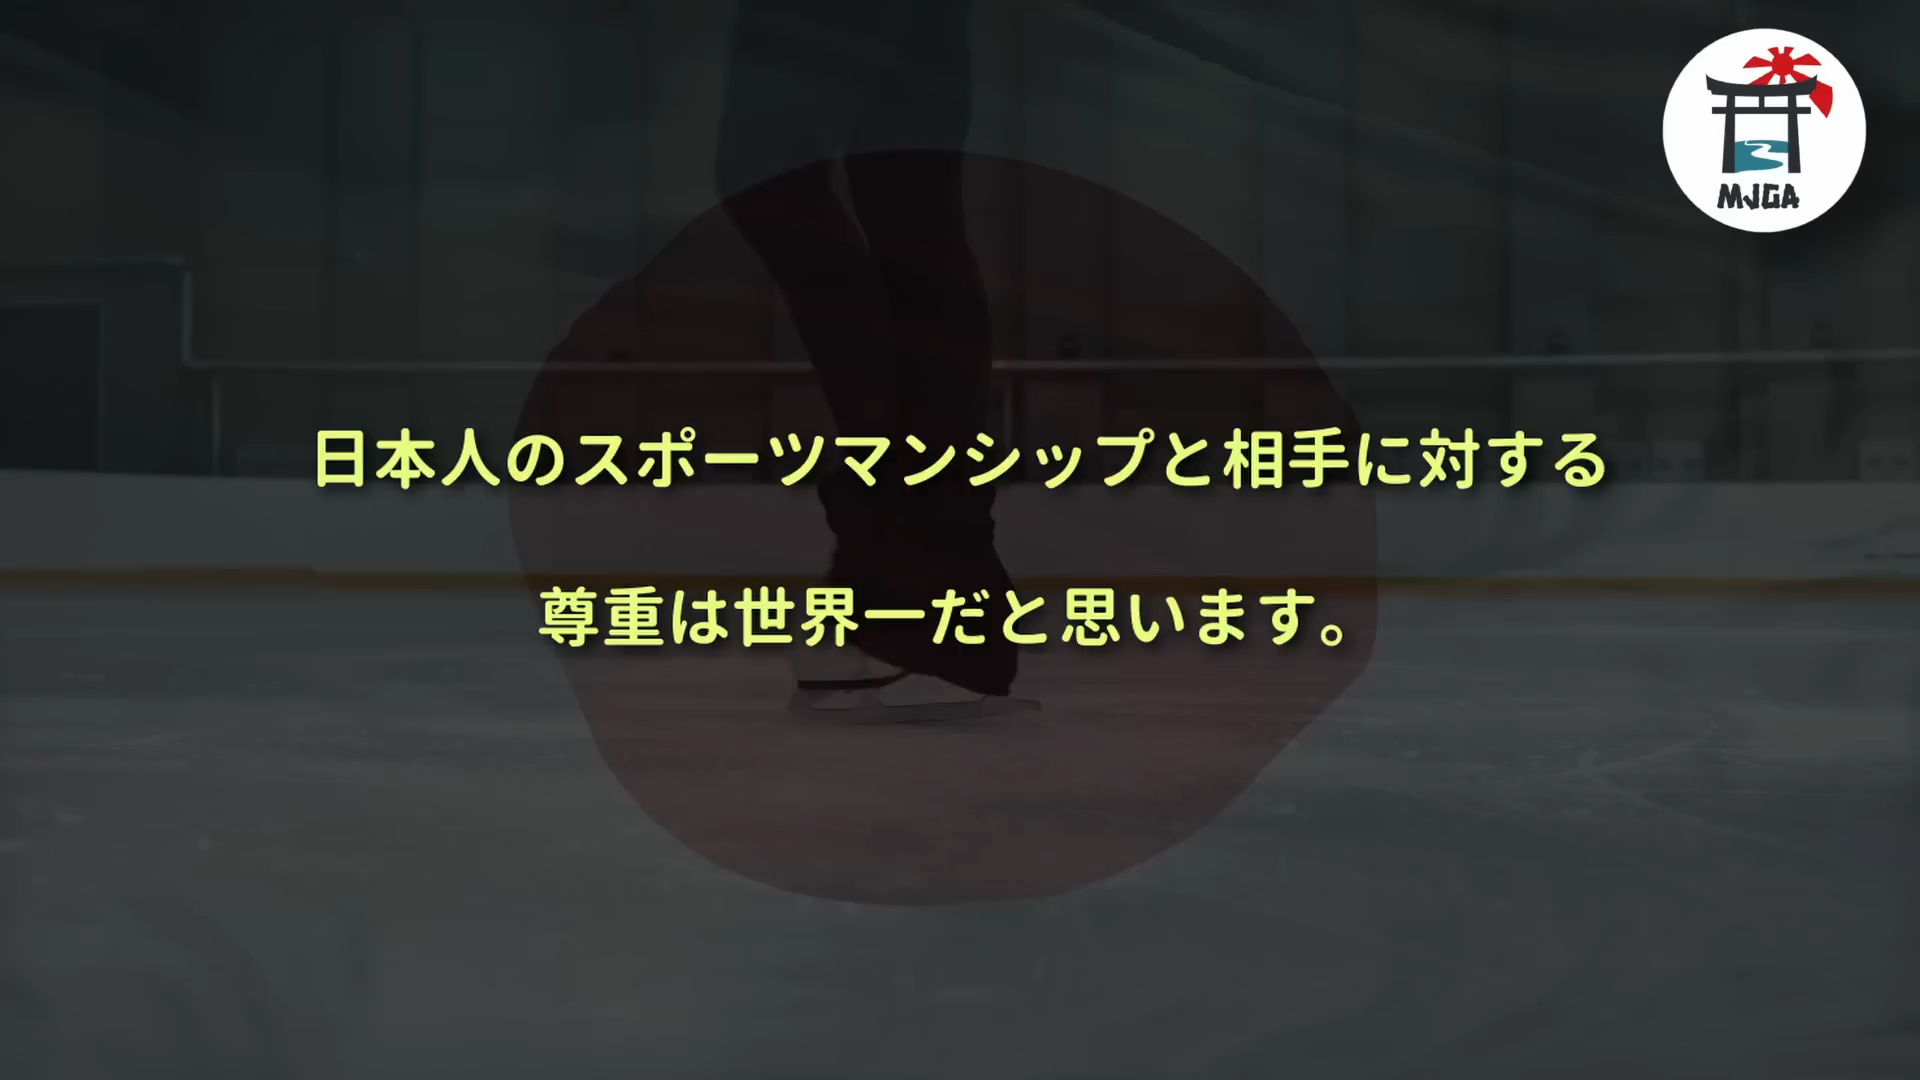 MJGA
日本人のスポーツマンシップと相手に対する
尊重は世界一だと思います。